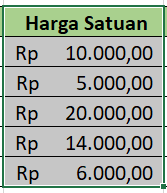 Harga Satuan
Rp 10.000,00
Rp 5.000,00
Rp 20.000,00
Rp 14.000,00
Rp 6.000,00